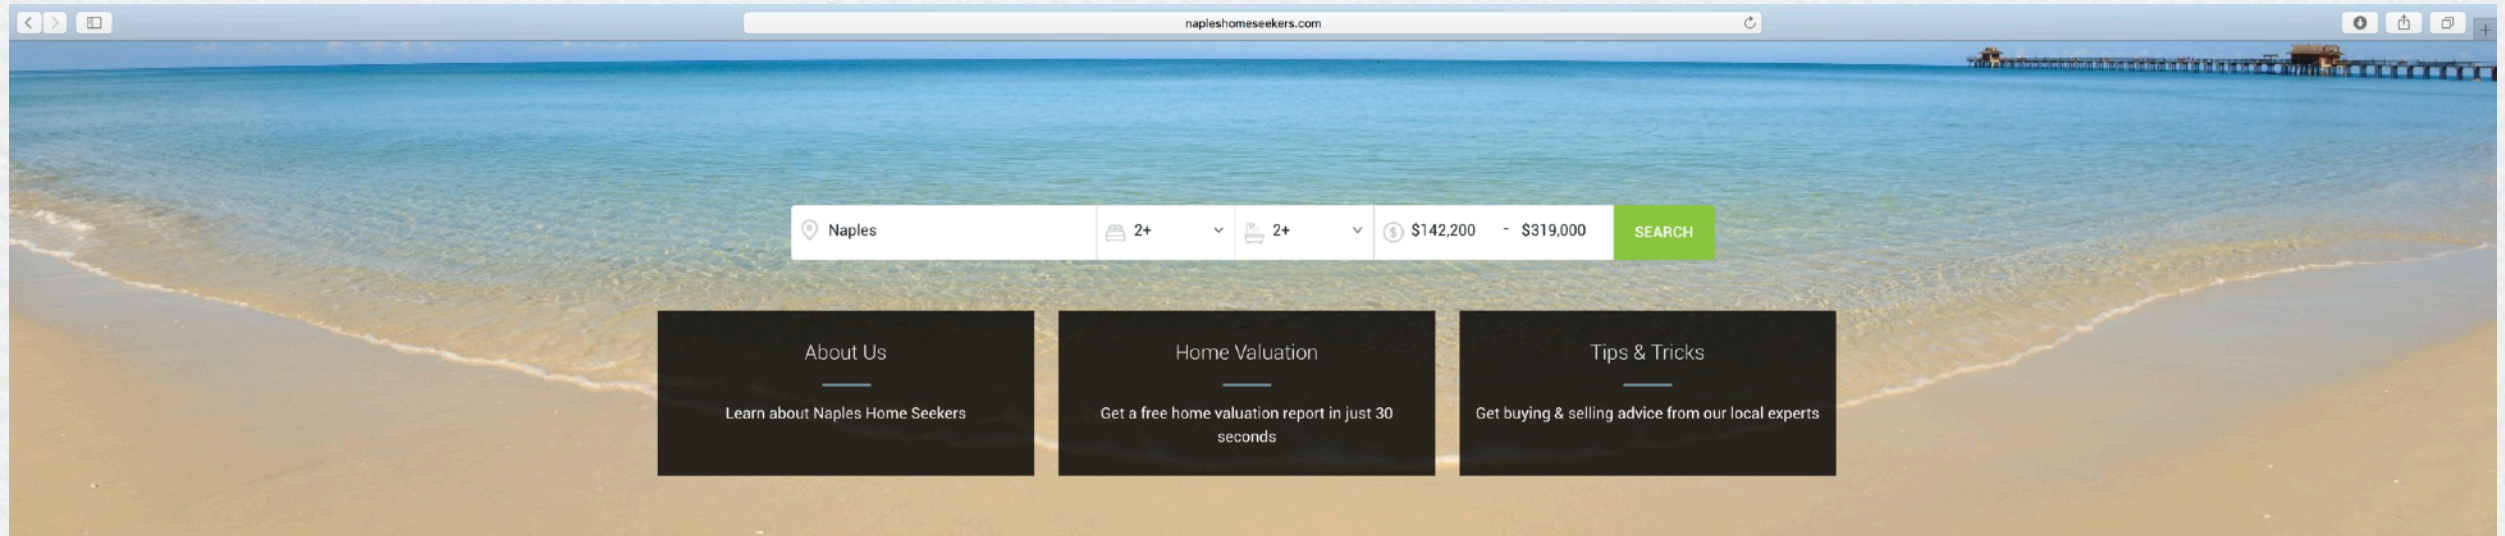 napleshomeseekers.com
Naples 2+ 2+ $142,200 - $319,000 SEARCH
About Us
Learn about Naples Home Seekers
Home Valuation
Get a free home valuation report in just 30
seconds
Tips & Tricks
Get buying & selling advice from our local experts